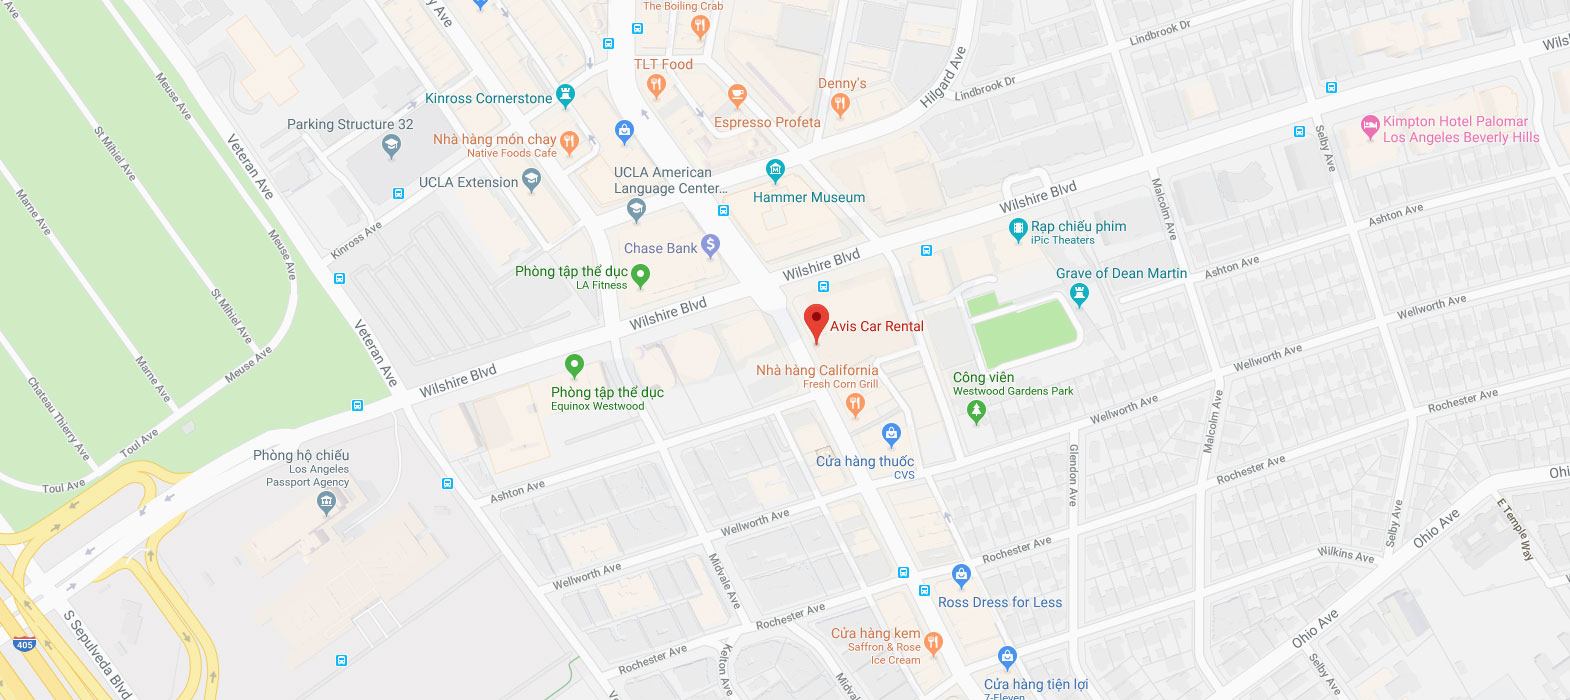 The Boiling Crab
TLT Food
Denny's
Hilgard Ave
Lindbrook Dr
Lindbrook Dr
Kinross Cornerstone
Espresso Profeta
Parking Structure 32
Nhà hàng món chay
Native Foods Cafe
Kimpton Hotel Palomar
Los Angeles Beverly Hills
Selby Ave
Meuse Ave
St Mihiel Ave
Veteran Ave
UCLA Extension
UCLA American
Language Center...
Hammer Museum
Wilshire Blvd
Malcolm Ave
Ashton Ave
Marne Ave
Kinross Ave
Meuse Ave
Chase Bank
Rạp chiếu phim
iPic Theaters
Phòng tập thể dục
LA Fitness
Wilshire Blvd
Grave of Dean Martin
Ashton Ave
St Mihiel Ave
Wilshire Blvd
Avis Car Rental
Wellworth Ave
Veteran Ave
Meuse Ave
Marne Ave
Wilshire Blvd
Nhà hàng California
Fresh Corn Grill
Công viên
Westwood Gardens Park
Wellworth Ave
Phòng tập thể dục
Equinox Westwood
Chateau Thierry Ave
Toul Ave
Wellworth Ave
Malcolm Ave
Rochester Ave
Phòng hộ chiếu
Los Angeles
Passport Agency
Cửa hàng thuốc
CVS
Glendon Ave
Rochester Ave
Toul Ave
Ashton Ave
Wellworth Ave
Selby Ave
Ohio Ave
E Temple Way
Rochester Ave
Wilkins Ave
Wellworth Ave
Midvale Ave
Ross Dress for Less
Rochester Ave
Ohio Ave
405
S Sepulveda Blvd
Rochester Ave
Kelton Ave
Cửa hàng kem
Saffron & Rose
Ice Cream
Selby Ave
Cửa hàng tiện lợi
7-Eleven